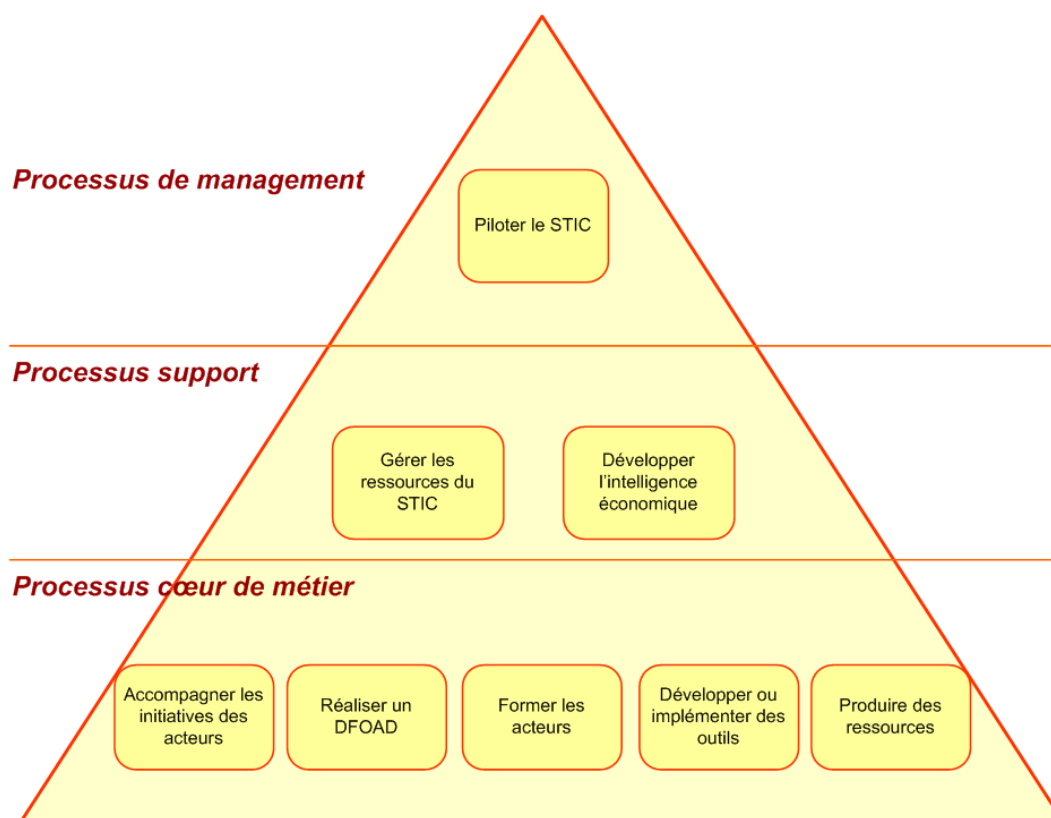 Processus de management
Piloter le STIC
Processus support
Gérer les
ressources du
STIC
Développer
l'intelligence
économique
Processus cœur de métier
Accompagner les
initiatives des
acteurs
Réaliser un
DFOAD
Former les
acteurs
Développer ou
implémenter des
outils
Produire des
ressources